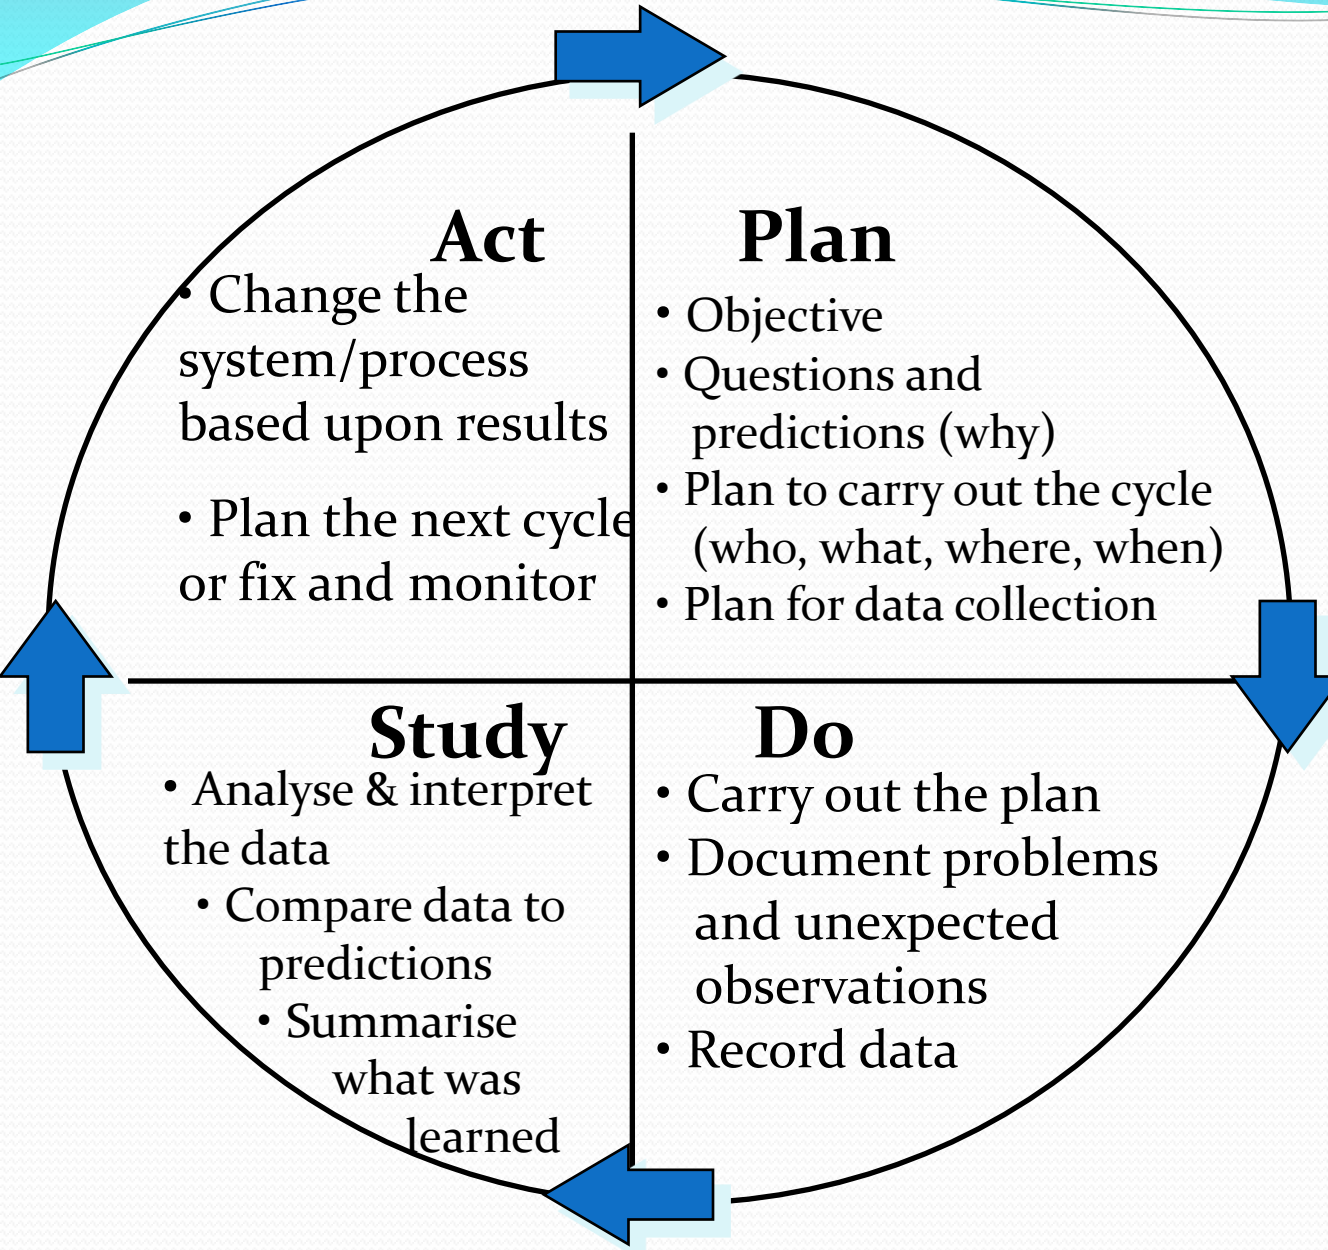 Act
• Change the
system/process
based upon results
• Plan the next cycle
or fix and monitor
Plan
• Objective
• Questions and
predictions (why)
• Plan to carry out the cycle
(who, what, where, when)
• Plan for data collection
Study
• Analyse & interpret
the data
• Compare data to
predictions
• Summarise
what was
learned
Do
• Carry out the plan
• Document problems
and unexpected
observations
• Record data